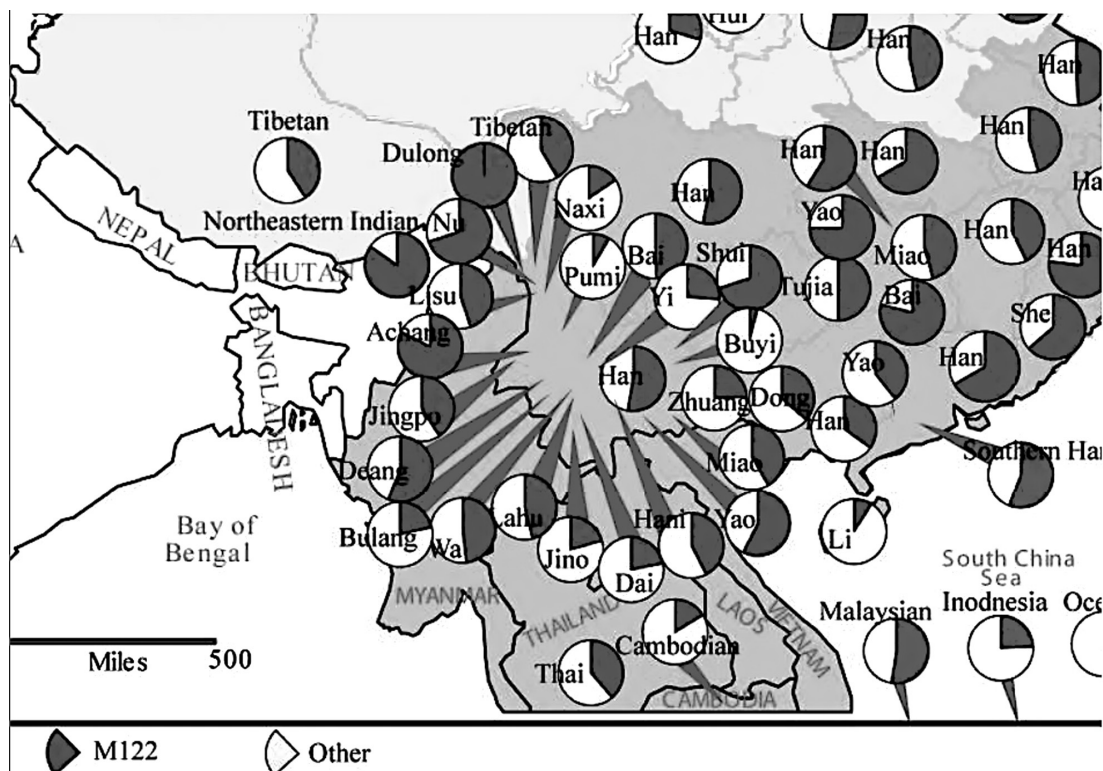 Han
Hui
Han
Han
Tibetan
Tibetan
Dulong
Han
Han
Han
Naxi
Han
Ha
NEPAL
Northeastern Indian
Nu
Yao
Bai
Shui
Miao
Han
Han
A
BHUTAN
Pumi
Lisu
Yi
Tujia
Bai
She
BANGLADESH
Achang
Buyi
Han
Yao
Han
Jingpo
Zhuang
Dong
Han
Deang
Miao
Southern Han
Bay of
Bengal
Bulang
Wa
Lahu
Jino
Hani
Yao
Li
Dai
South China
Sea
MYANMAR
THAILAND
LAOS
VIETNAM
Malaysian
Inodnesia
Oce
Cambodian
Miles
500
Thai
CAMBODIA
M122
Other